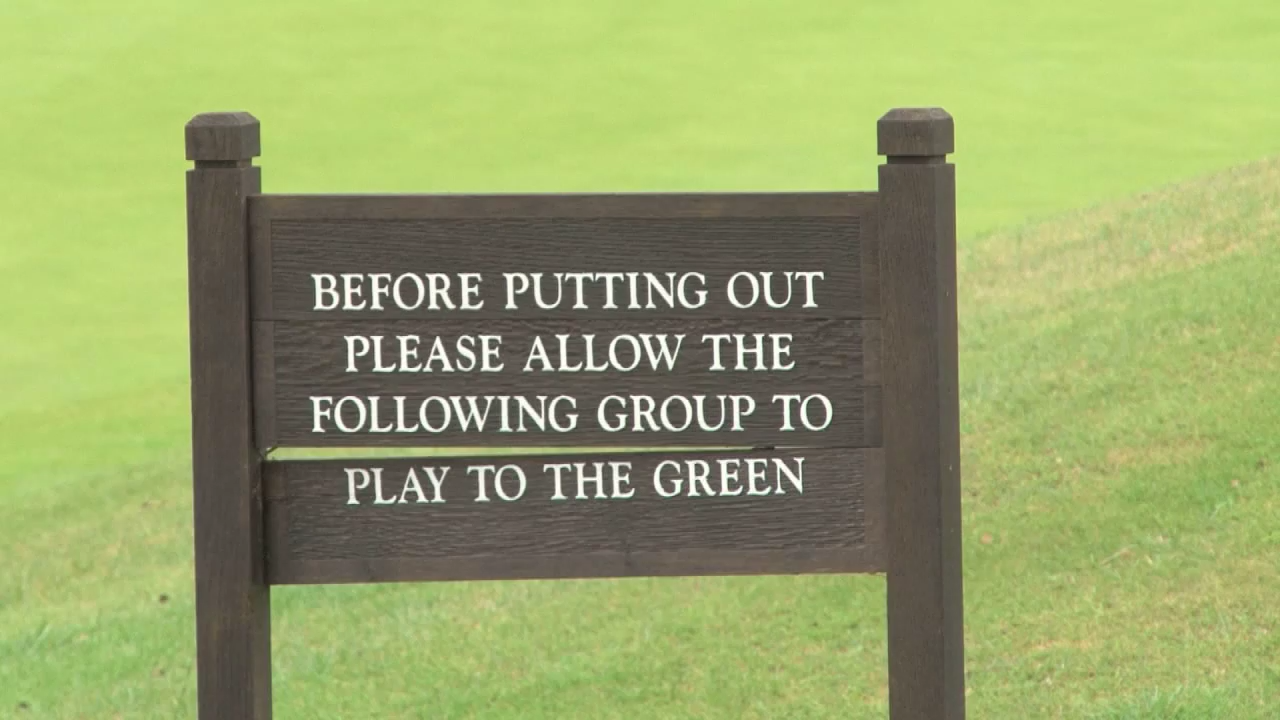 BEFORE PUTTING OUT
PLEASE ALLOW THE
FOLLOWING GROUP TO
PLAY TO THE GREEN